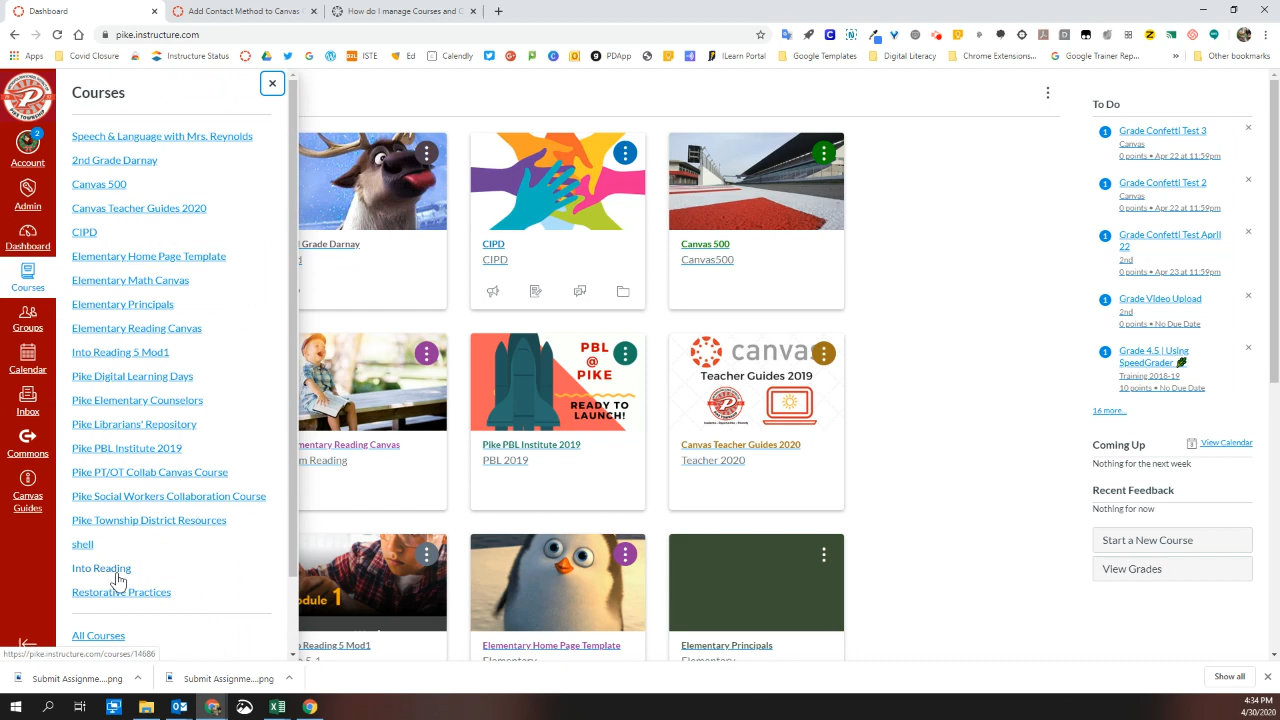 Dashboard
Add Contact Method to Canvas C
How do I manage Courses and C
pike.instructure.com
Apps
Covid Closure
Instructure Status
ISTE
Ed
Calendly
PDApp
ILearn Portal
Google Templates
Digital Literacy
Chrome Extensions...
Google Trainer Rep...
»
Other bookmarks
2
Account
Admin
Dashboard
Courses
Groups
Calendar
Inbox
Commons
Canvas
Guides
Courses
Speech & Language with Mrs. Reynolds
2nd Grade Darnay
Canvas 500
Canvas Teacher Guides 2020
CIPD
Elementary Home Page Template
Elementary Math Canvas
Elementary Principals
Elementary Reading Canvas
Into Reading 5 Mod1
Pike Digital Learning Days
Pike Elementary Counselors
Pike Librarians' Repository
Pike PBL Institute 2019
Pike PT/OT Collab Canvas Course
Pike Social Workers Collaboration Course
Pike Township District Resources
shell
Into Reading
Restorative Practices
All Courses
https://pike.instructure.com/courses/14686
Grade Darnay
CIPD
CIPD
Canvas 500
Canvas500
mentary Reading Canvas
m Reading
PBL
@
PIKE
READY TO
LAUNCH!
Pike PBL Institute 2019
PBL 2019
canvas
Teacher Guides 2019
Canvas Teacher Guides 2020
Teacher 2020
odule 1
o Reading 5 Mod1
Elementary Home Page Template
Elementary
Elementary Principals
Elementary
To Do
1
Grade Confetti Test 3
Canvas
0 points • Apr 22 at 11:59pm
1
Grade Confetti Test 2
Canvas
0 points • Apr 22 at 11:59pm
1
Grade Confetti Test April
22
2nd
0 points • Apr 23 at 11:59pm
1
Grade Video Upload
2nd
0 points • No Due Date
1
Grade 4.5 | Using
SpeedGrader
Training 2018-19
10 points • No Due Date
16 more...
Coming Up
View Calendar
Nothing for the next week
Recent Feedback
Nothing for now
Start a New Course
View Grades
Submit Assignme....png
Submit Assignme....png
Show all
4:34 PM
4/30/2020